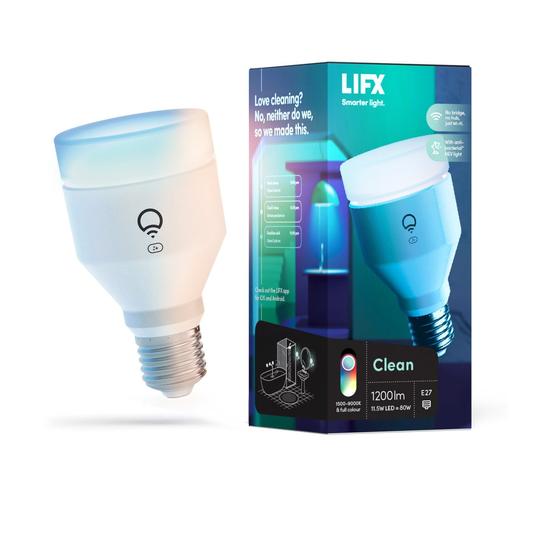 LIFX
Smarter light.
Love cleaning?
No, neither do we,
so we made this.
No bridge,
no hub,
just wi-fi.
With anti-
bacterial*
HEV light
Check out the LIFX app
for iOS and Android.
Clean
1500-9000K
& full colour
1200lm
11.5W LED = 80W
E27